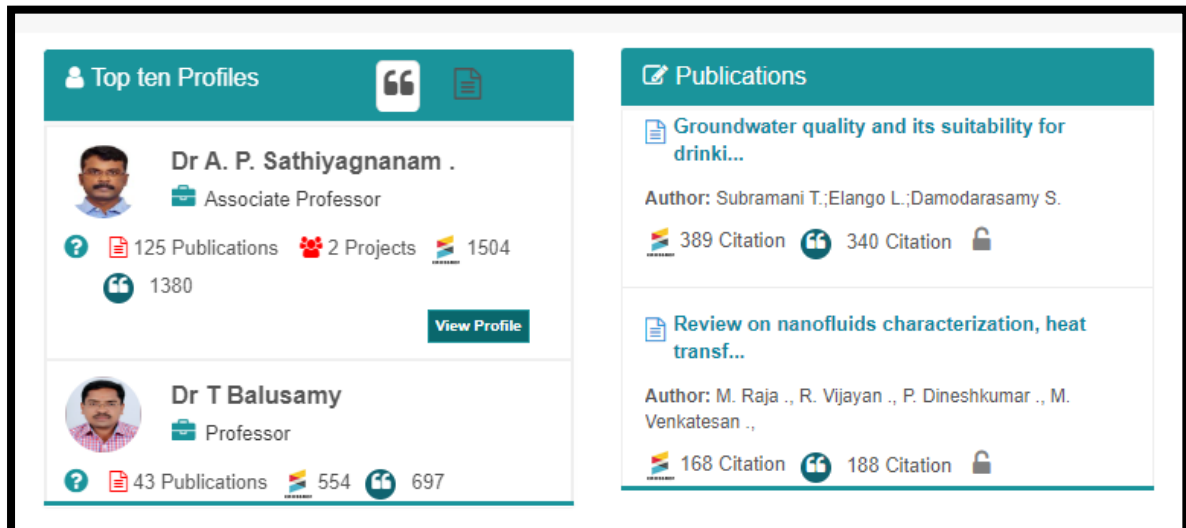 Top ten Profiles
Dr A. P. Sathiyagnanam .
Associate Professor
125 Publications 2 Projects 1504
1380
View Profile
Dr T Balusamy
Professor
43 Publications 554 697
Publications
Groundwater quality and its suitability for
drinki...
Author: Subramani T.;Elango L.;Damodarasamy S.
389 Citation 340 Citation
Review on nanofluids characterization, heat
transf...
Author: M. Raja ., R. Vijayan ., P. Dineshkumar ., M.
Venkatesan .,
168 Citation 188 Citation